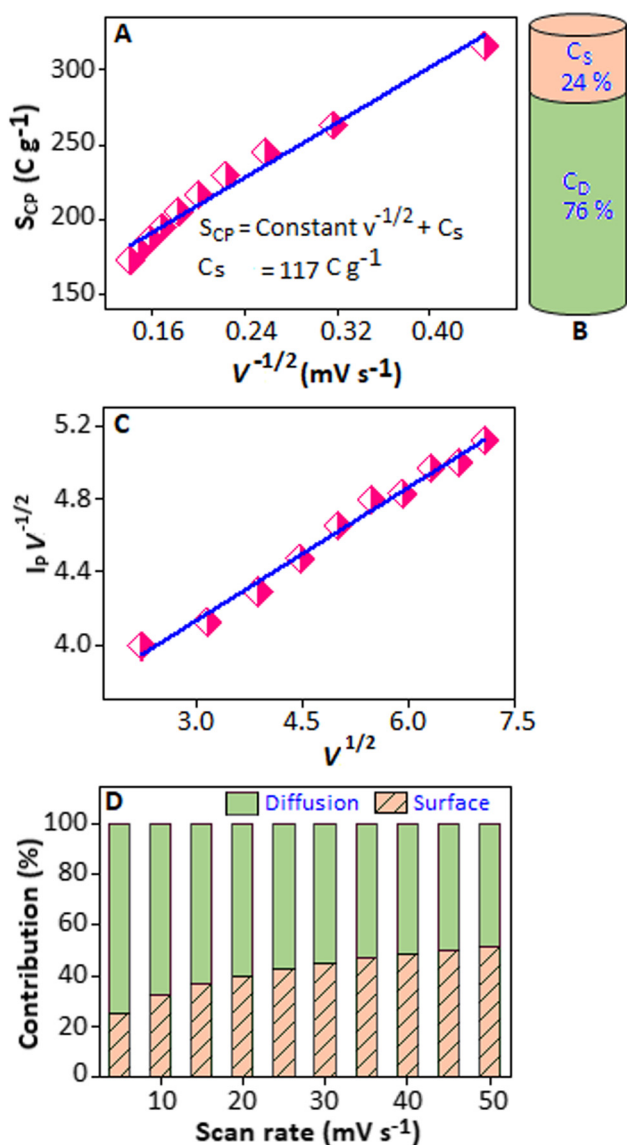 A
S_CP (C g⁻¹)
300
250
200
150
S_CP = Constant v^-1/2 + C_S
C_S = 117 C g⁻¹
0.16 0.24 0.32 0.40
V^-1/2 (mV s⁻¹)
C_S
24 %
C_D
76 %
B
C
I_p V^-1/2
5.2
4.8
4.4
4.0
3.0 4.5 6.0 7.5
V^1/2
D
Diffusion Surface
Contribution (%)
100
80
60
40
20
0
10 20 30 40 50
Scan rate (mV s⁻¹)